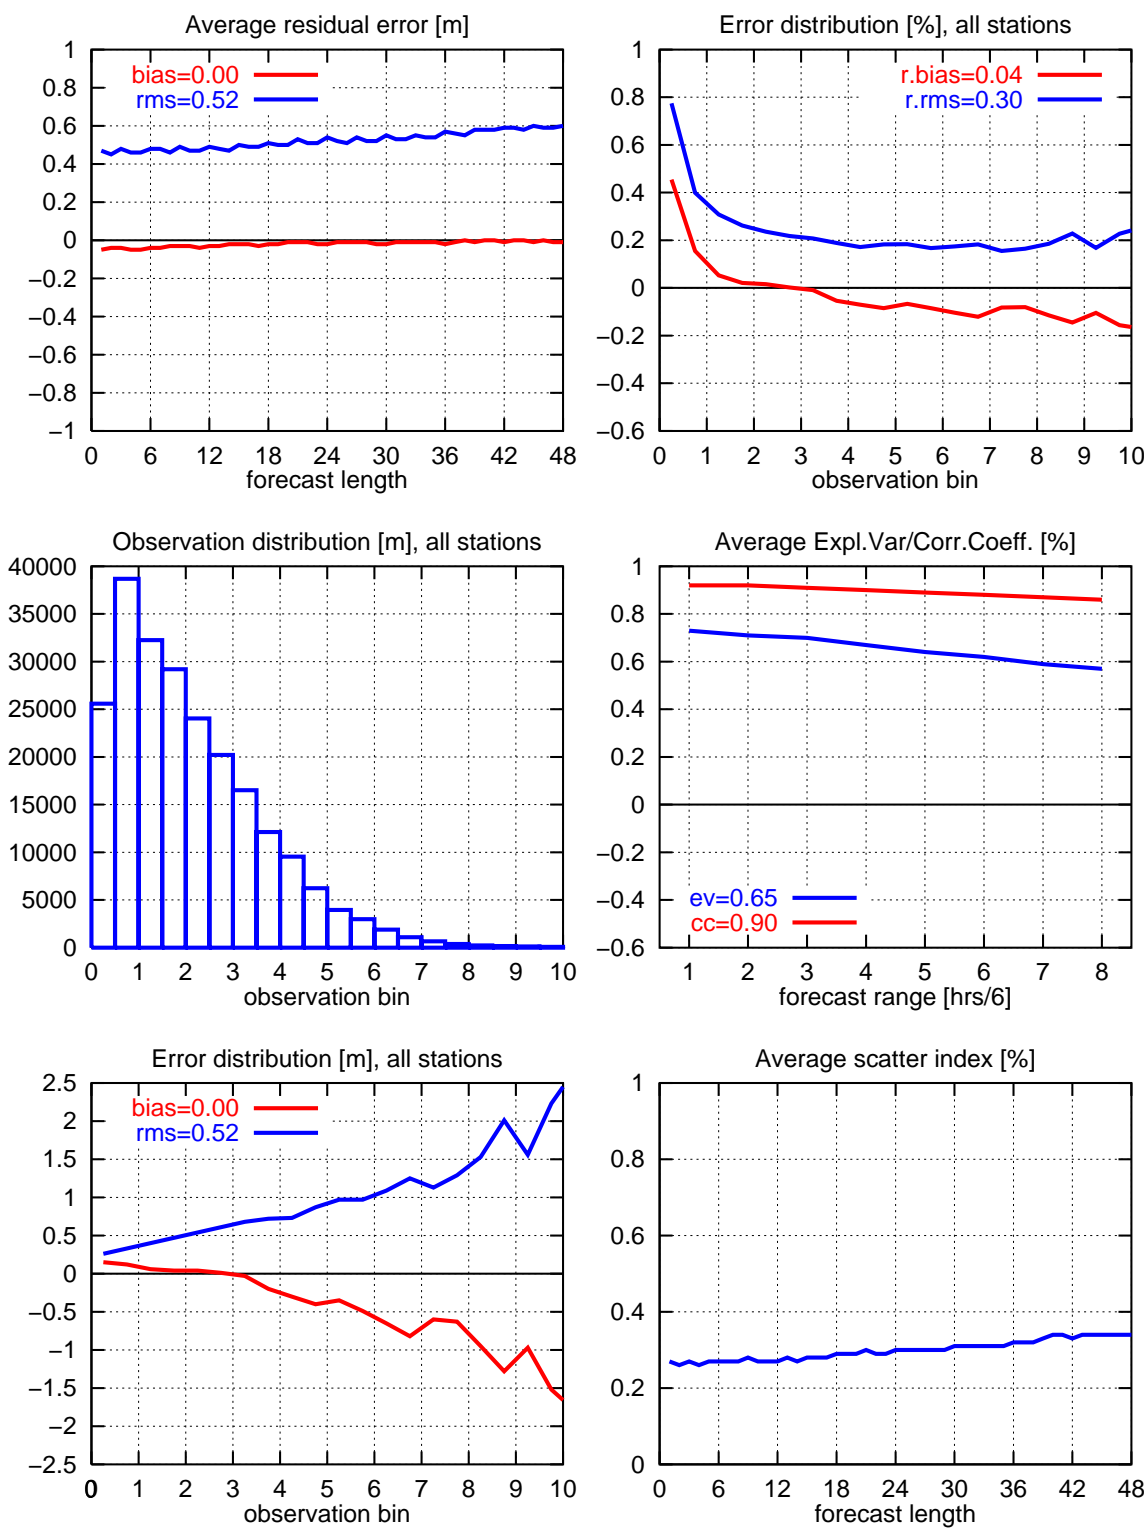 Average residual error [m]
1
0.8
0.6
0.4
0.2
0
−0.2
−0.4
−0.6
−0.8
−1
bias=0.00
rms=0.52
0 6 12 18 24 30 36 42 48
forecast length
Error distribution [%], all stations
1
0.8
0.6
0.4
0.2
0
−0.2
−0.4
−0.6
r.bias=0.04
r.rms=0.30
0 1 2 3 4 5 6 7 8 9 10
observation bin
Observation distribution [m], all stations
40000
35000
30000
25000
20000
15000
10000
5000
0
0 1 2 3 4 5 6 7 8 9 10
observation bin
Average Expl.Var/Corr.Coeff. [%]
1
0.8
0.6
0.4
0.2
0
−0.2
−0.4
−0.6
ev=0.65
cc=0.90
1 2 3 4 5 6 7 8
forecast range [hrs/6]
Error distribution [m], all stations
2.5
2
1.5
1
0.5
0
−0.5
−1
−1.5
−2
−2.5
bias=0.00
rms=0.52
0 1 2 3 4 5 6 7 8 9 10
observation bin
Average scatter index [%]
1
0.8
0.6
0.4
0.2
0
0 6 12 18 24 30 36 42 48
forecast length